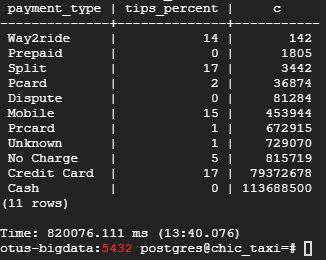 payment_type | tips_percent | c
--------------+--------------+-----------
Way2ride | 14 | 142
Prepaid | 0 | 1805
Split | 17 | 3442
Pcard | 2 | 36874
Dispute | 0 | 81284
Mobile | 15 | 453944
Prcard | 1 | 672915
Unknown | 1 | 729070
No Charge | 5 | 815719
Credit Card | 17 | 79372678
Cash | 0 | 113688500
(11 rows)
Time: 820076.111 ms (13:40.076)
otus-bigdata:5432 postgres@chic_taxi=#